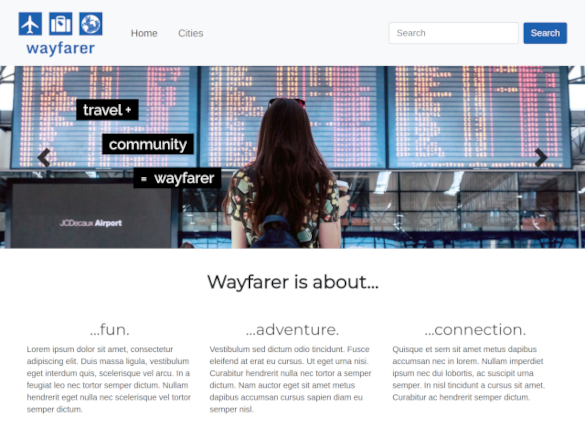 wayfarer
Home
Cities
Search
Search
travel +
community
= wayfarer
JCDecaux Airport
Wayfarer is about...
...fun.
Lorem ipsum dolor sit amet, consectetur
adipiscing elit. Duis massa ligula, vestibulum
eget interdum quis, scelerisque vel arcu. In a
feugiat leo nec tortor semper dictum. Nullam
hendrerit eget nulla nec scelerisque vel tortor
semper dictum.
...adventure.
Vestibulum sed dictum odio tincidunt. Fusce
eleifend at erat eu cursus. Ut eget urna nisi.
Curabitur hendrerit nulla nec tortor a semper
dictum. Nam auctor eget sit amet metus
dapibus accumsan cursus sapien diam eu
semper nisl.
...connection.
Quisque et sem sit amet metus dapibus
accumsan nec in lorem. Nullam imperdiet
ipsum nec dui lobortis, ac suscipit urna
semper. In nisl tincidunt a cursus sit amet.
Curabitur ac hendrerit semper dictum.